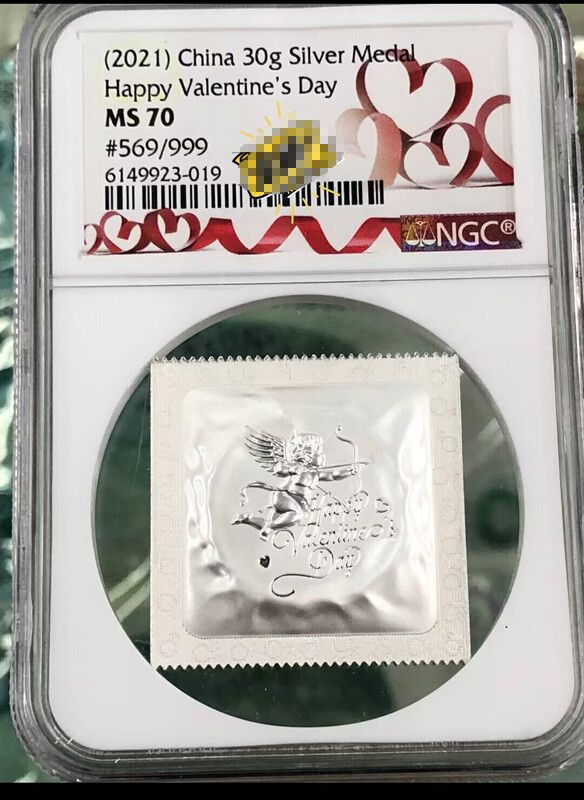 (2021) China 30g Silver Medal
Happy Valentine's Day
MS 70
#569/999
6149923-019
NGC®
Happy
Valentine's
Day